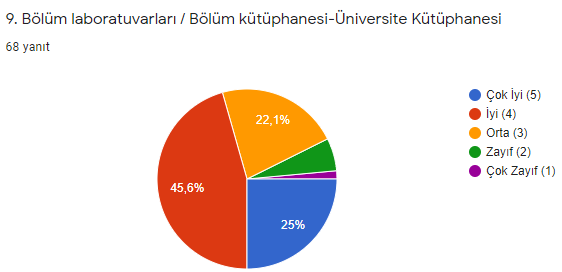 9. Bölüm laboratuvarları / Bölüm kütüphanesi-Üniversite Kütüphanesi
68 yanıt
Çok İyi (5)
İyi (4)
Orta (3)
Zayıf (2)
Çok Zayıf (1)
22,1%
45,6%
25%